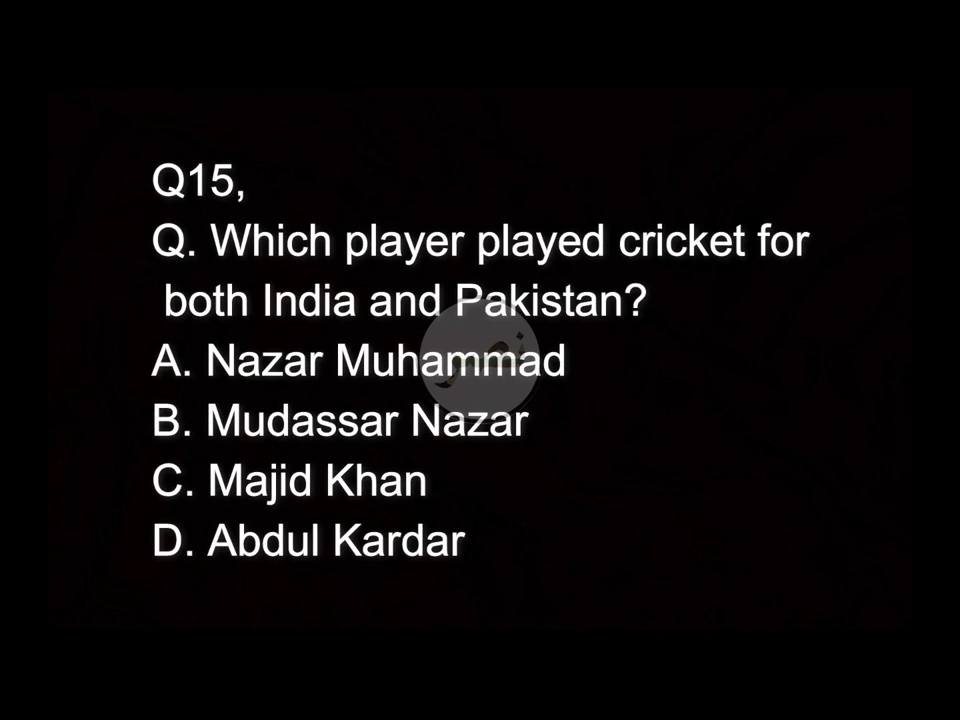 Q15,
Q. Which player played cricket for
both India and Pakistan?
A. Nazar Muhammad
B. Mudassar Nazar
C. Majid Khan
D. Abdul Kardar